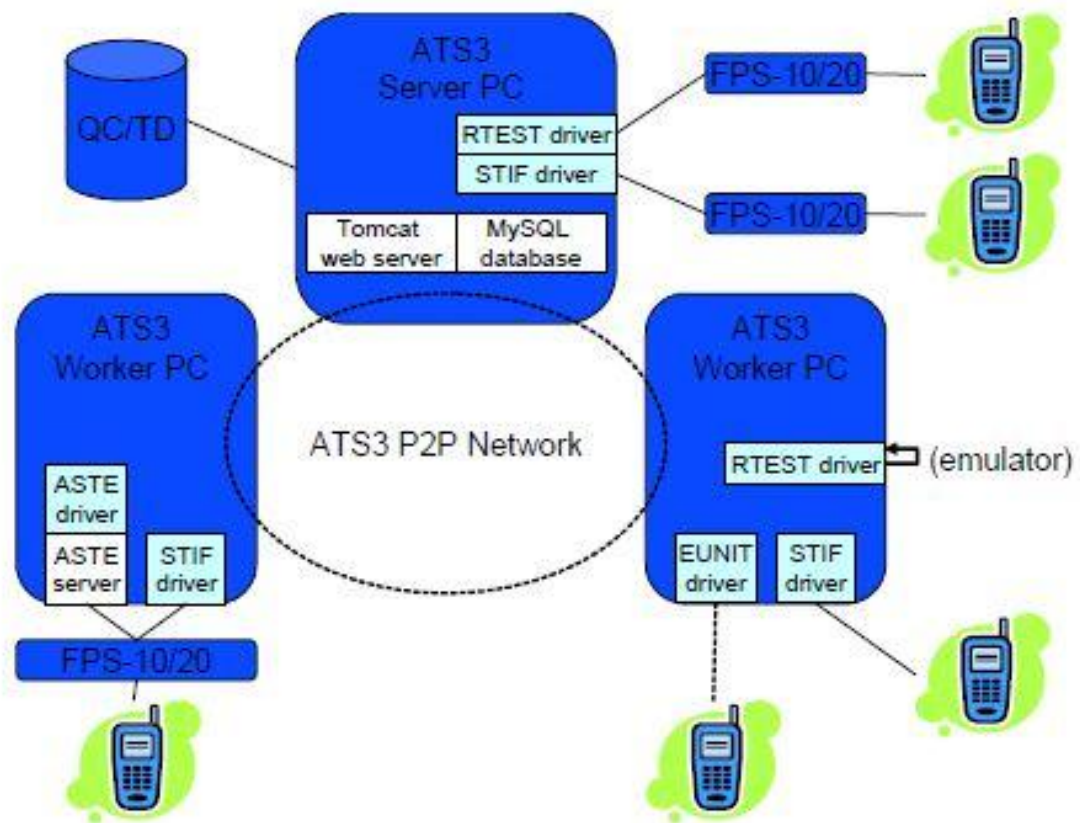 QC/TD
ATS3
Server PC
RTEST driver
STIF driver
Tomcat
web server
MySQL
database
FPS-10/20
FPS-10/20
ATS3
Worker PC
ASTE
driver
ASTE
server
STIF
driver
FPS-10/20
ATS3 P2P Network
ATS3
Worker PC
RTEST driver
(emulator)
EUNIT
driver
STIF
driver